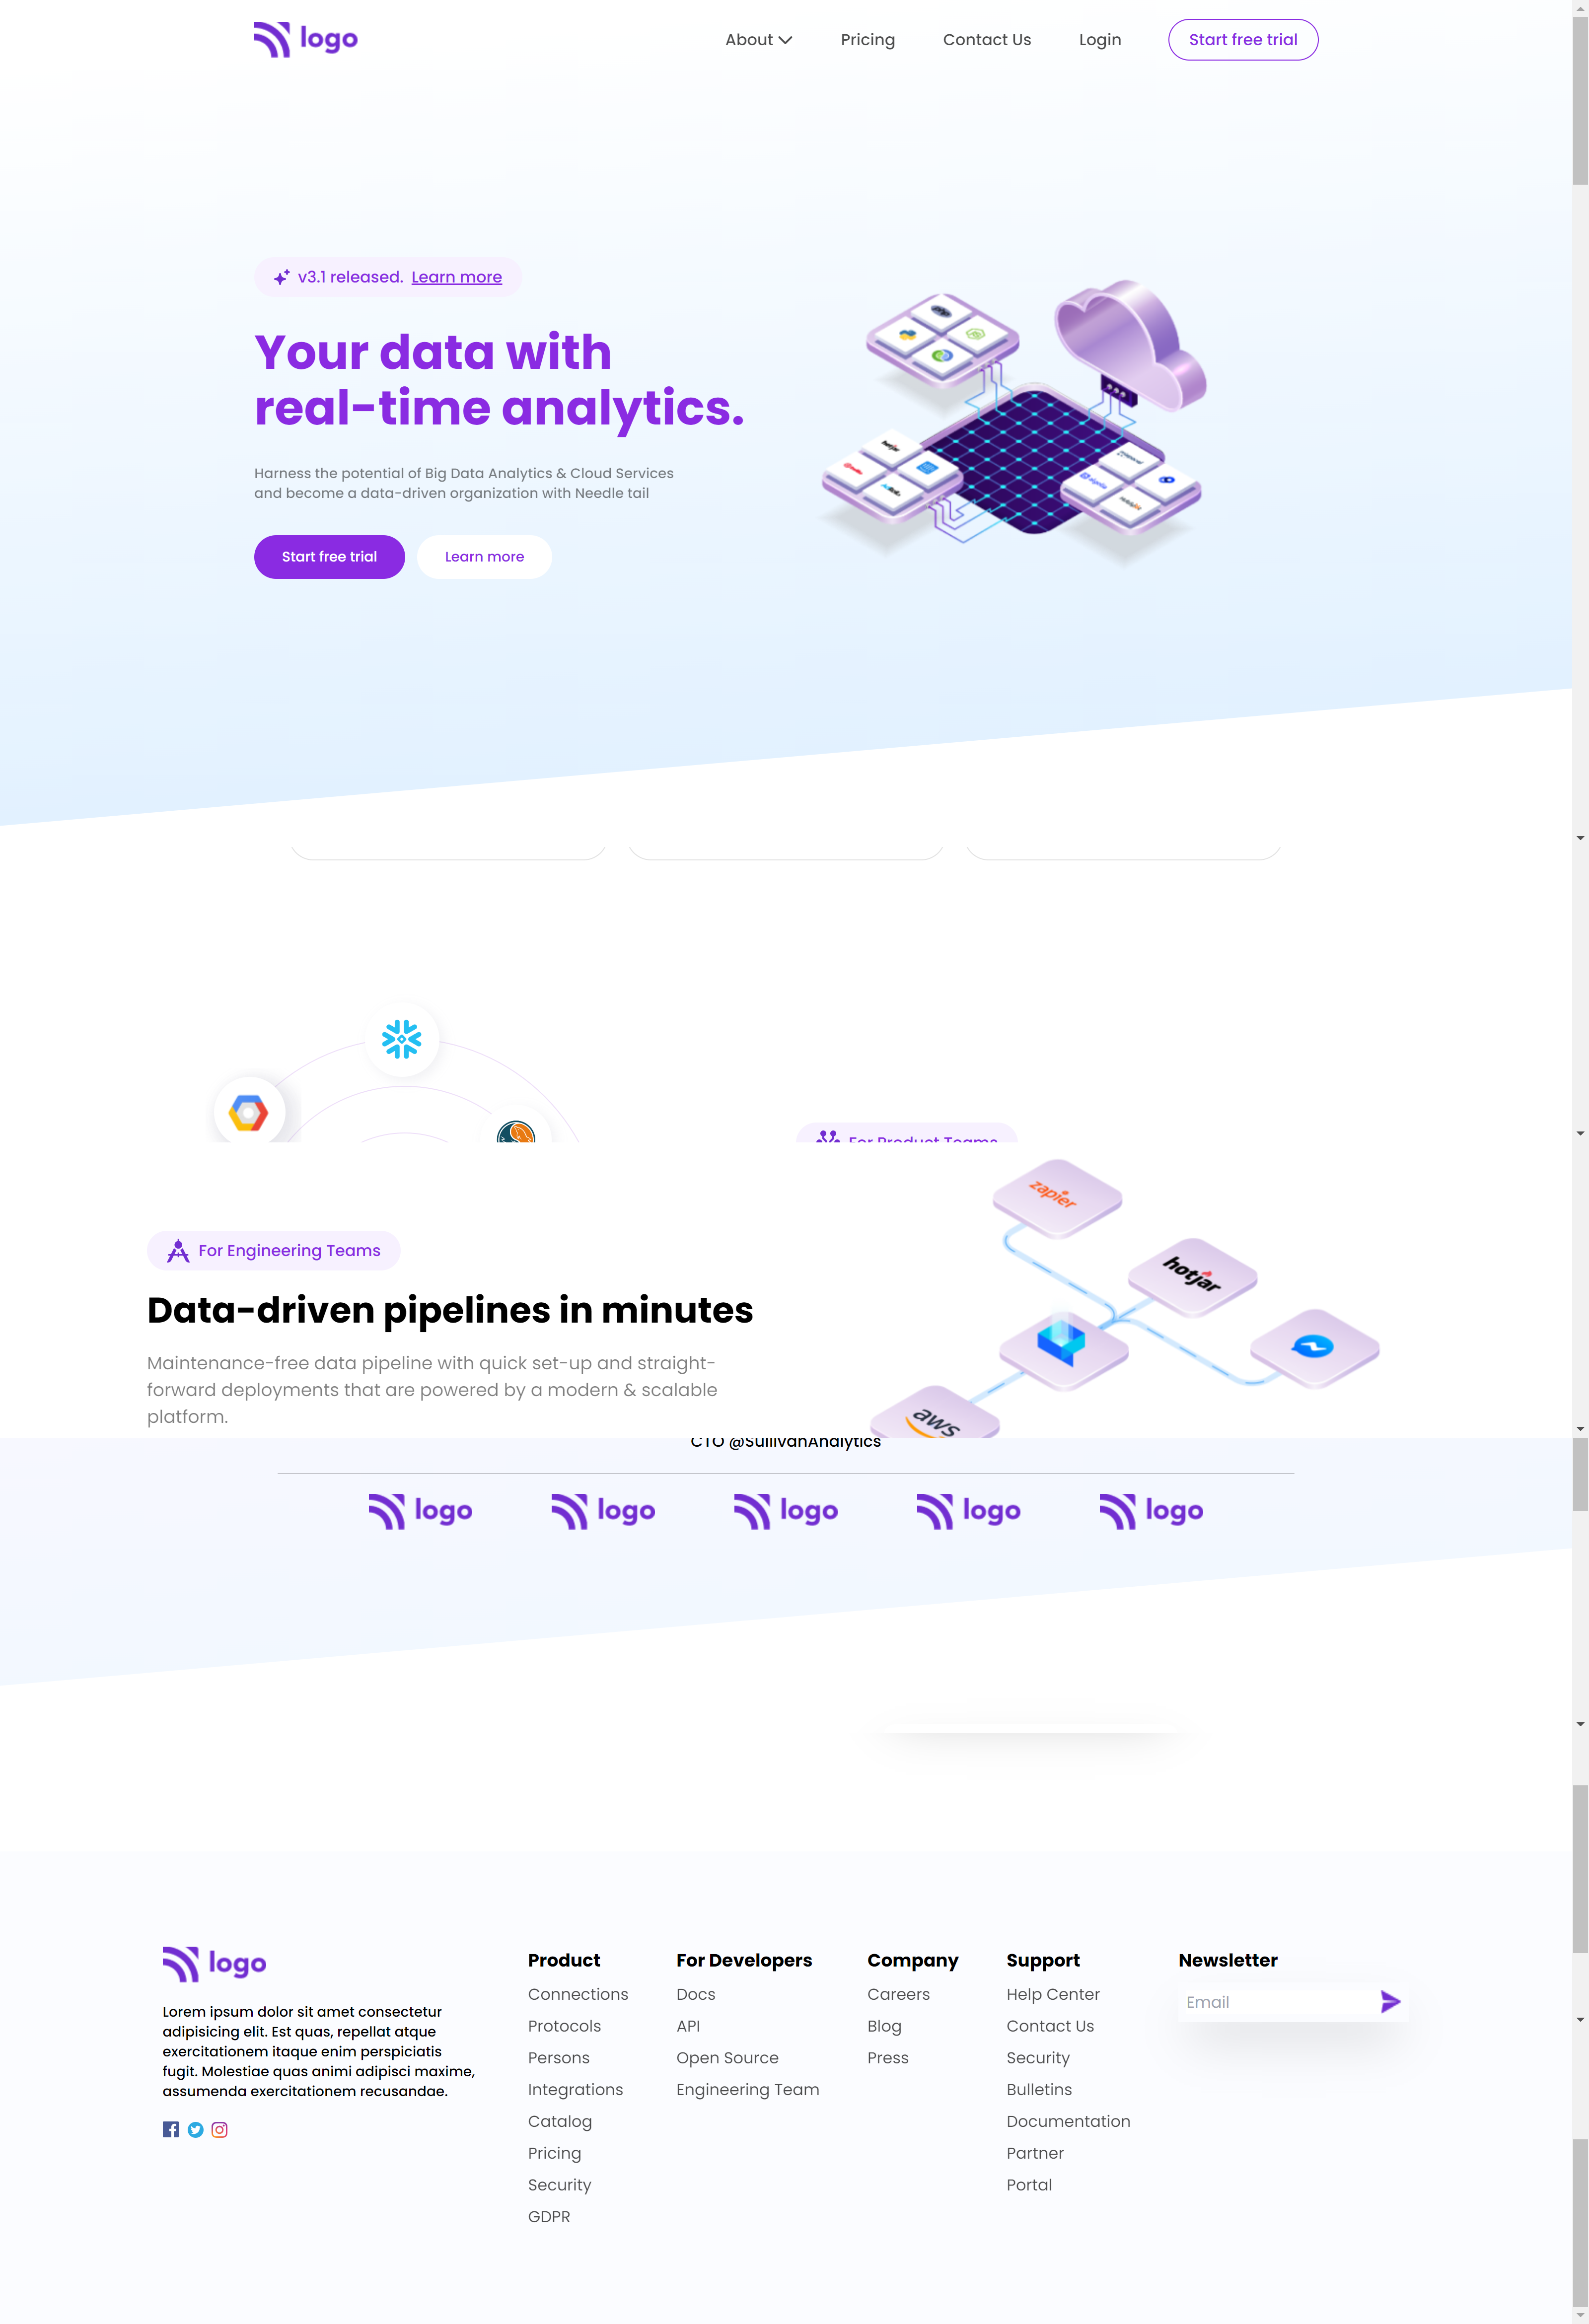 logo
About
Pricing
Contact Us
Login
Start free trial
v3.1 released. Learn more
Your data with
real-time analytics.
Harness the potential of Big Data Analytics & Cloud Services
and become a data-driven organization with Needle tail
Start free trial
Learn more
php
hotjar
For Product Teams
zapier
hotjar
aws
For Engineering Teams
Data-driven pipelines in minutes
Maintenance-free data pipeline with quick set-up and straight-
forward deployments that are powered by a modern & scalable
platform.
CTO @SullivanAnalytics
logo
logo
logo
logo
logo
logo
Lorem ipsum dolor sit amet consectetur
adipisicing elit. Est quas, repellat atque
exercitationem itaque enim perspiciatis
fugit. Molestiae quas animi adipisci maxime,
assumenda exercitationem recusandae.
Product
Connections
Protocols
Persons
Integrations
Catalog
Pricing
Security
GDPR
For Developers
Docs
API
Open Source
Engineering Team
Company
Careers
Blog
Press
Support
Help Center
Contact Us
Security
Bulletins
Documentation
Partner
Portal
Newsletter
Email